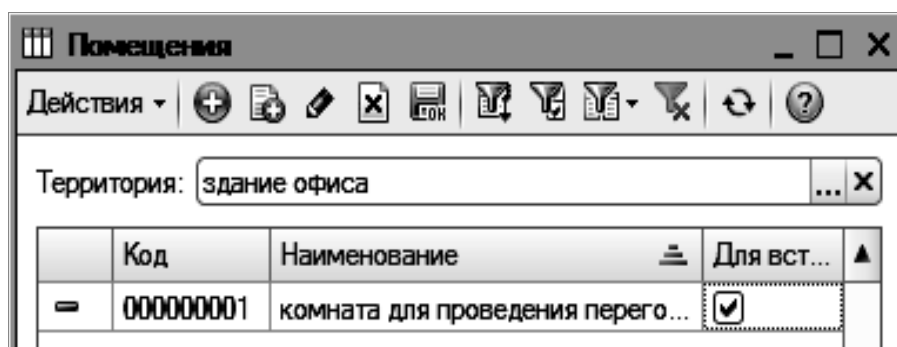 Помещения
Действия
Территория: здание офиса ...
Код Наименование Для вст...
000000001 комната для проведения перего...